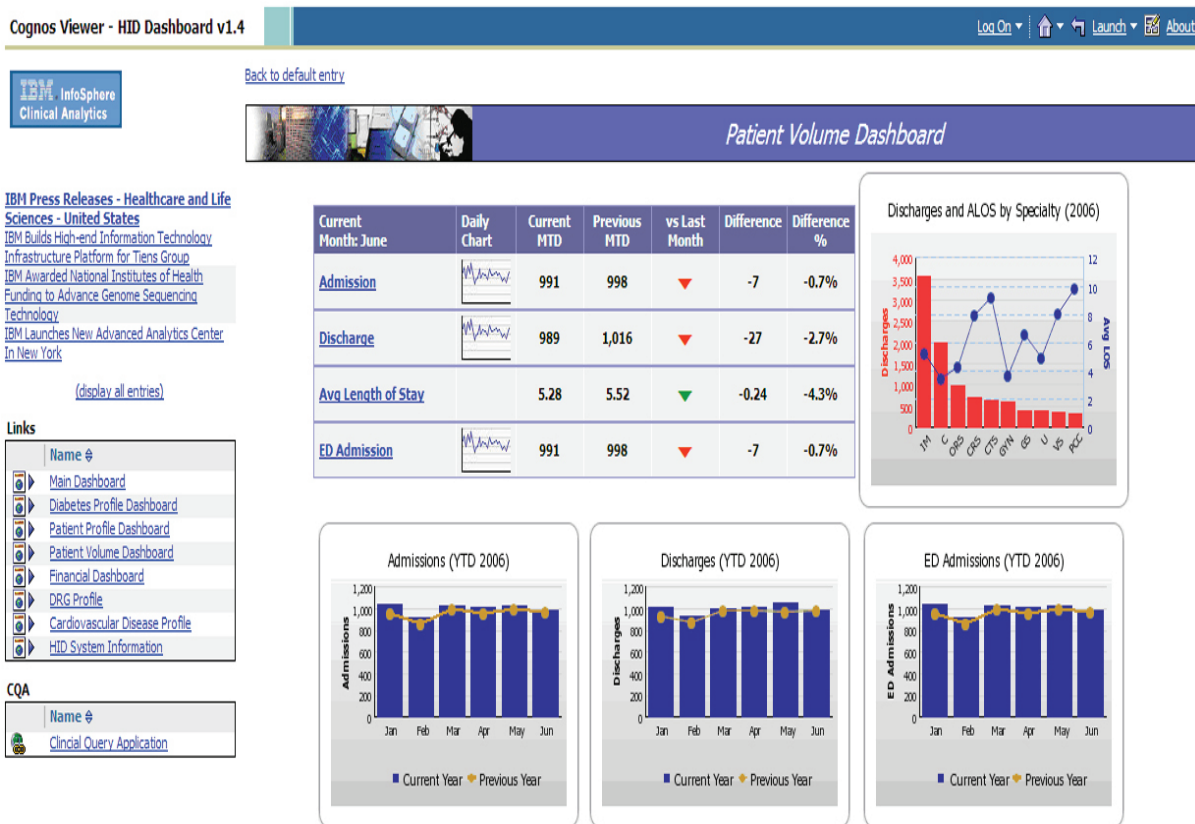 Cognos Viewer - HID Dashboard v1.4
Log On
Launch
About
IBM. InfoSphere
Clinical Analytics
Back to default entry
Patient Volume Dashboard
IBM Press Releases - Healthcare and Life
Sciences - United States
IBM Builds High-end Information Technology
Infrastructure Platform for Tiens Group
IBM Awarded National Institutes of Health
Funding to Advance Genome Sequencing
Technology
IBM Launches New Advanced Analytics Center
In New York
(display all entries)
Links
Name
Main Dashboard
Diabetes Profile Dashboard
Patient Profile Dashboard
Patient Volume Dashboard
Financial Dashboard
DRG Profile
Cardiovascular Disease Profile
HID System Information
CQA
Name
Clincial Query Application
Current Month: June Daily Chart Current MTD Previous MTD vs Last Month Difference Difference %
Admission 991 998 -7 -0.7%
Discharge 989 1,016 -27 -2.7%
Avg Length of Stay 5.28 5.52 -0.24 -4.3%
ED Admission 991 998 -7 -0.7%
Discharges and ALOS by Specialty (2006)
Discharges
4,000
3,500
3,000
2,500
2,000
1,500
1,000
500
0
12
10
8
6
4
2
0
Avg LOS
IM C ORS CRS CTS GYN GS U VS PCC
Admissions (YTD 2006)
Admissions
1,200
1,000
800
600
400
200
0
Jan Feb Mar Apr May Jun
Current Year Previous Year
Discharges (YTD 2006)
Discharges
1,200
1,000
800
600
400
200
0
Jan Feb Mar Apr May Jun
Current Year Previous Year
ED Admissions (YTD 2006)
ED Admissions
1,200
1,000
800
600
400
200
0
Jan Feb Mar Apr May Jun
Current Year Previous Year